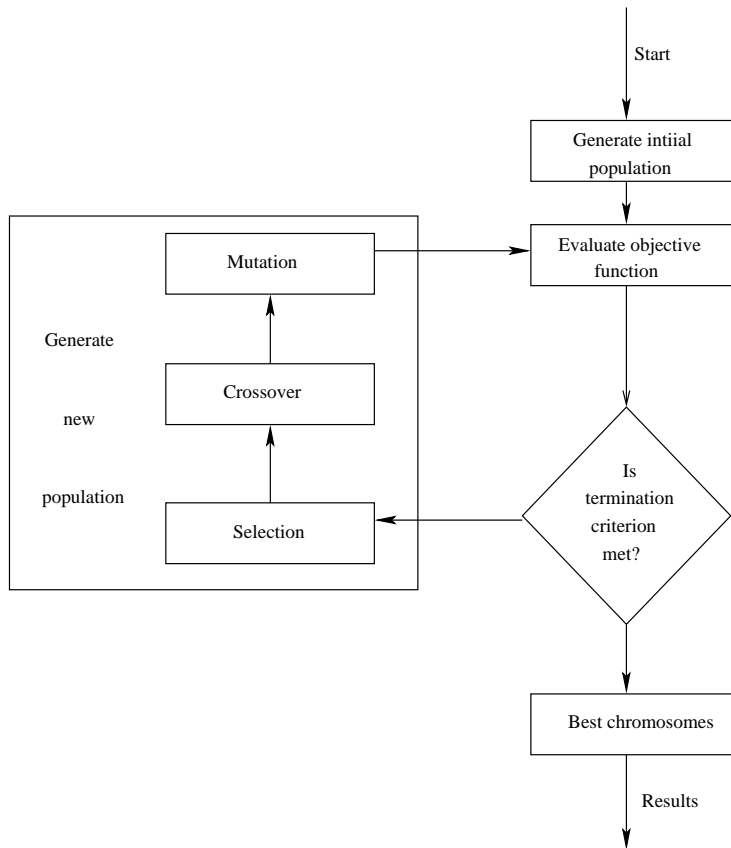 Start
Generate intiial
population
Evaluate objective
function
Mutation
Generate
Crossover
new
population
Selection
Is
termination
criterion
met?
Best chromosomes
Results